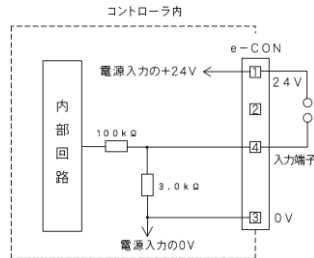 コントローラ内
e-CON
電源入力の+24V
1
24V
2
内部回路
100kΩ
4
入力端子
3.0kΩ
3
0V
電源入力の0V